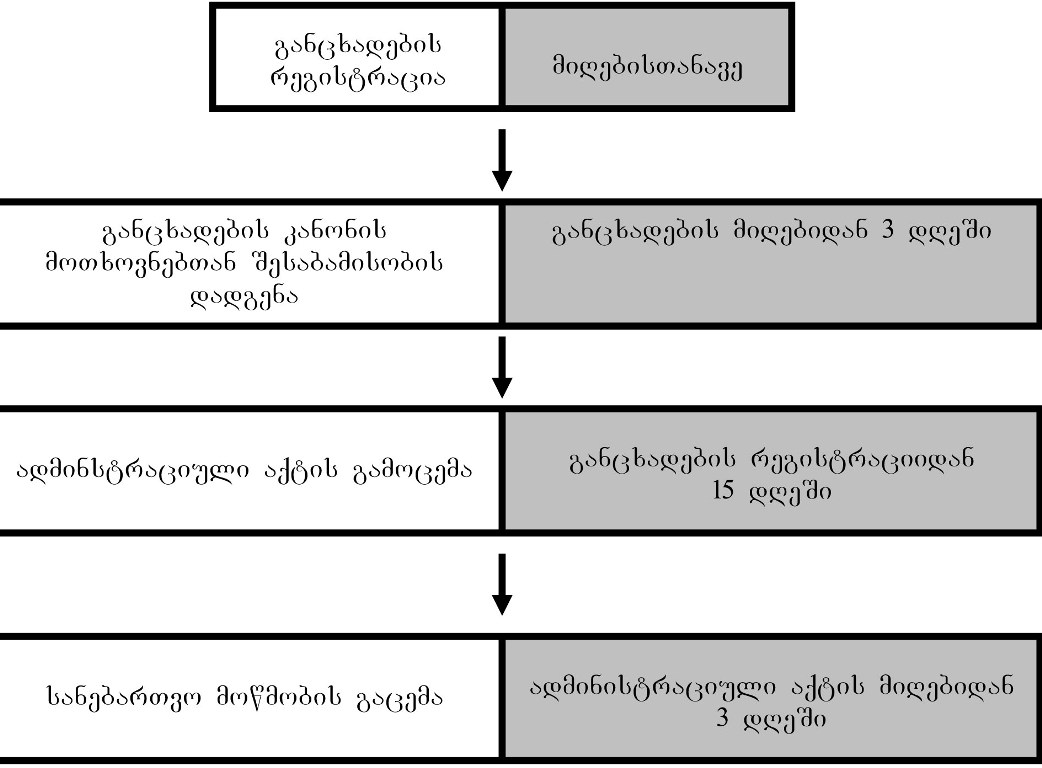 განცხადების
რეგისტრაცია
მიღებისთანავე
განცხადების კანონის
მოთხოვნებთან შესაბამისობის
დადგენა
განცხადების მიღებიდან 3 დღეში
ადმინსტრაციული აქტის გამოცემა
განცხადების რეგისტრაციიდან
15 დღეში
სანებართვო მოწმობის გაცემა
ადმინისტრაციული აქტის მიღებიდან
3 დღეში